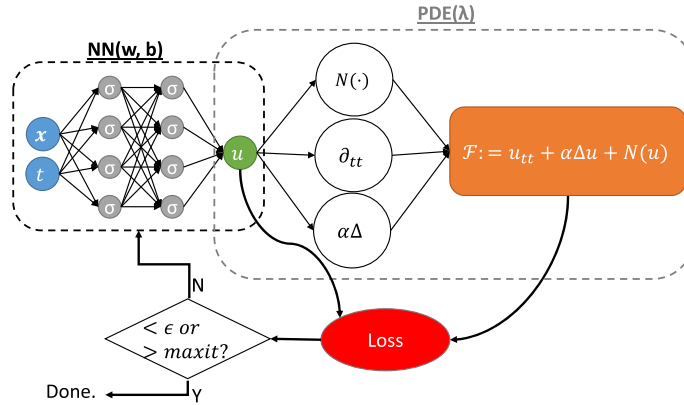 PDE(λ)
NN(w, b)
σ σ
σ σ
σ σ
σ σ
x
t
u
N(·)
∂tt
αΔ
ℱ: = utt + αΔu + N(u)
N
< ϵ or
> maxit?
Loss
Done.
Y